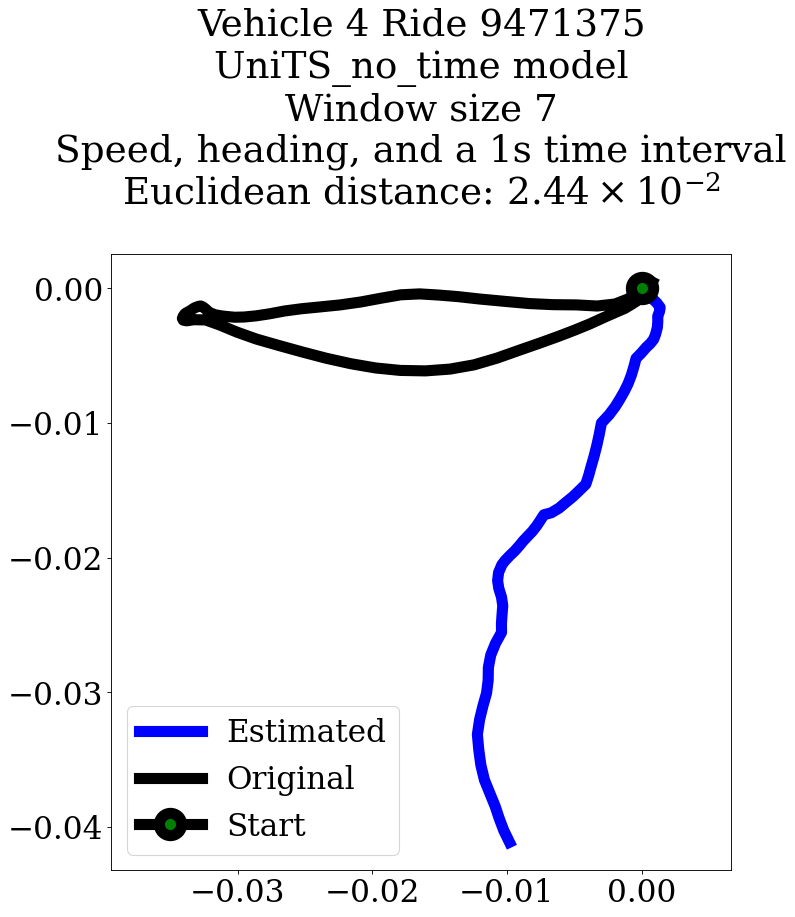 Vehicle 4 Ride 9471375
UniTS_no_time model
Window size 7
Speed, heading, and a 1s time interval
Euclidean distance: 2.44 × 10⁻²
0.00
−0.01
−0.02
−0.03
−0.04
Estimated
Original
Start
−0.03 −0.02 −0.01 0.00